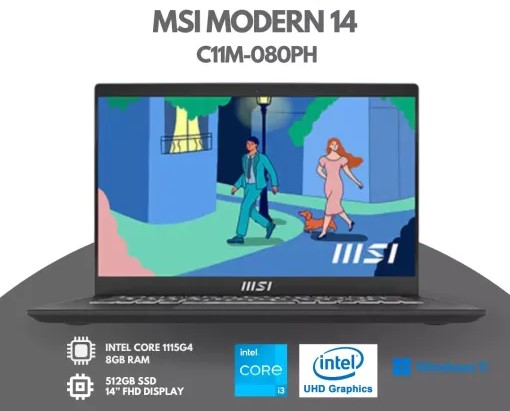 MSI MODERN 14
C11M-080PH
msi
msi
INTEL CORE 1115G4
8GB RAM
512GB SSD
14" FHD DISPLAY
intel
CORE
i3
intel
UHD Graphics
Windows 11